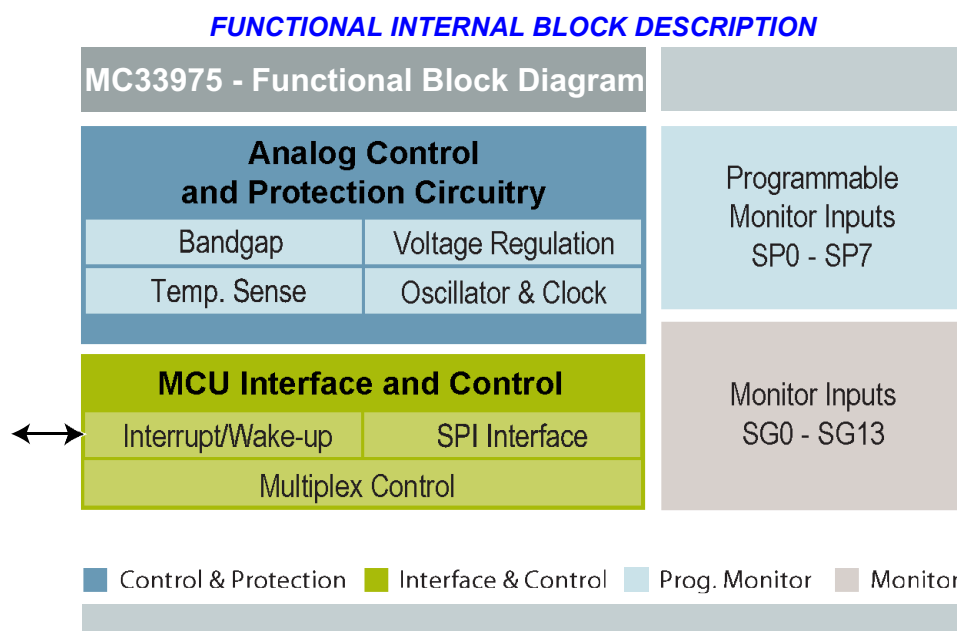 FUNCTIONAL INTERNAL BLOCK DESCRIPTION
MC33975 - Functional Block Diagram
Analog Control
and Protection Circuitry
Bandgap
Voltage Regulation
Temp. Sense
Oscillator & Clock
Programmable
Monitor Inputs
SP0 - SP7
MCU Interface and Control
Interrupt/Wake-up
SPI Interface
Multiplex Control
Monitor Inputs
SG0 - SG13
Control & Protection
Interface & Control
Prog. Monitor
Monitor